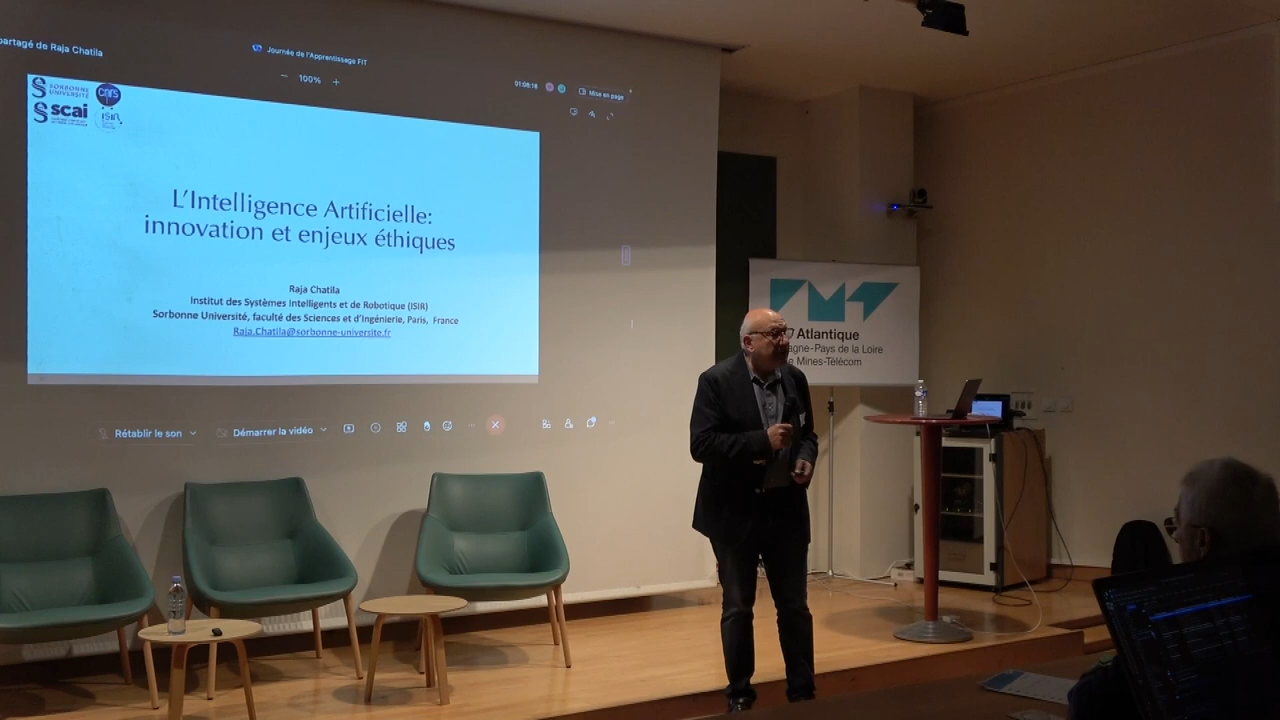 partagé de Raja Chatila
Journée de l'Apprentissage FIT
100%
01:08:18
Mise en page
SORBONNE
UNIVERSITÉ
cnrs
scai
ISIR
L'Intelligence Artificielle:
innovation et enjeux éthiques
Raja Chatila
Institut des Systèmes Intelligents et de Robotique (ISIR)
Sorbonne Université, faculté des Sciences et d'Ingénierie, Paris, France
Raja.Chatila@sorbonne-universite.fr
Rétablir le son
Démarrer la vidéo
Atlantique
agne-Pays de la Loire
e Mines-Télécom